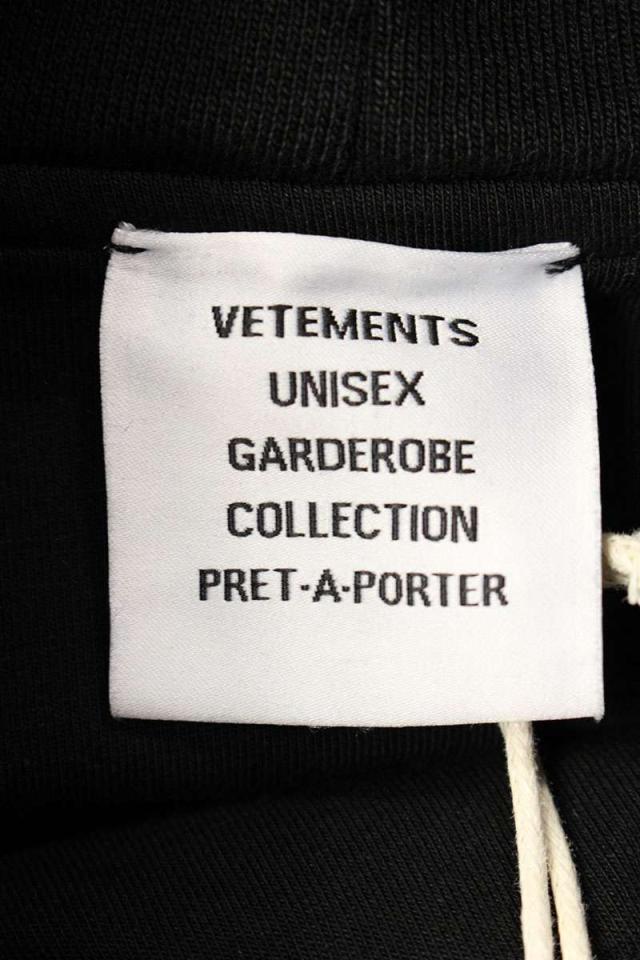 VETEMENTS
UNISEX
GARDEROBE
COLLECTION
PRET-A-PORTER